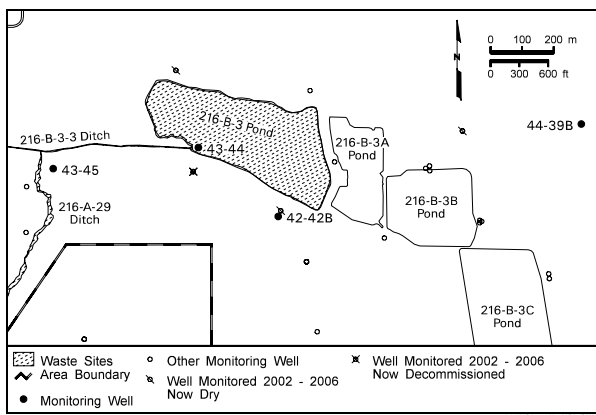 0 100 200 m
N
0 300 600 ft
44-39B
216-B-3 Pond
216-B-3-3 Ditch
216-B-3A
Pond
43-44
43-45
216-A-29
Ditch
216-B-3B
Pond
42-42B
216-B-3C
Pond
Waste Sites
Area Boundary
Monitoring Well
Other Monitoring Well
Well Monitored 2002 - 2006
Now Dry
Well Monitored 2002 - 2006
Now Decommissioned